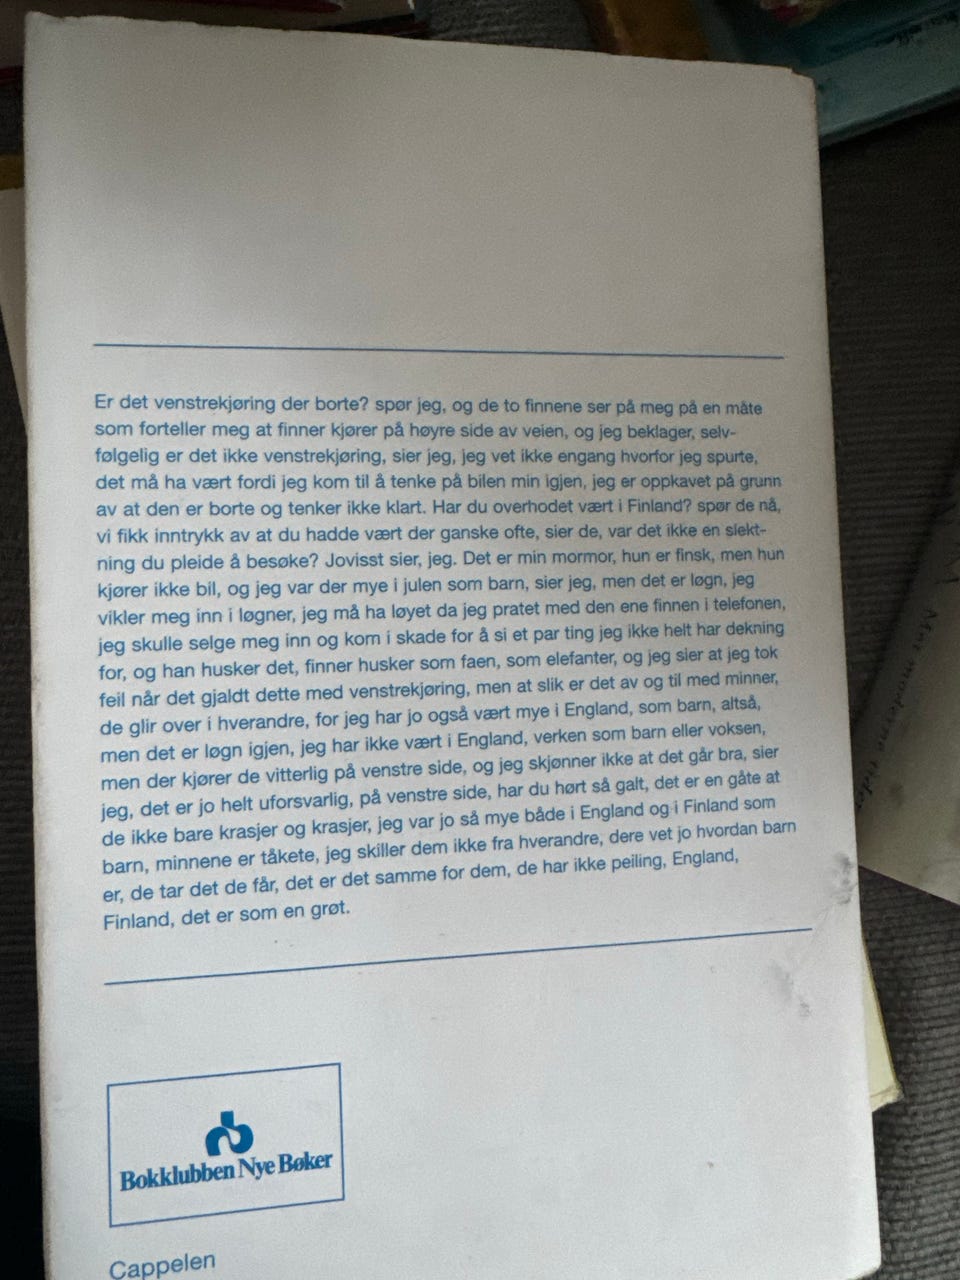 Er det venstrekjøring der borte? spør jeg, og de to finnene ser på meg på en måte
som forteller meg at finner kjører på høyre side av veien, og jeg beklager, selv-
følgelig er det ikke venstrekjøring, sier jeg, jeg vet ikke engang hvorfor jeg spurte,
det må ha vært fordi jeg kom til å tenke på bilen min igjen, jeg er oppkavet på grunn
av at den er borte og tenker ikke klart. Har du overhodet vært i Finland? spør de nå,
vi fikk inntrykk av at du hadde vært der ganske ofte, sier de, var det ikke en slekt-
ning du pleide å besøke? Jovisst sier, jeg. Det er min mormor, hun er finsk, men hun
kjører ikke bil, og jeg var der mye i julen som barn, sier jeg, men det er løgn, jeg
vikler meg inn i løgner, jeg må ha løyet da jeg pratet med den ene finnen i telefonen,
jeg skulle selge meg inn og kom i skade for å si et par ting jeg ikke helt har dekning
for, og han husker det, finner husker som faen, som elefanter, og jeg sier at jeg tok
feil når det gjaldt dette med venstrekjøring, men at slik er det av og til med minner,
de glir over i hverandre, for jeg har jo også vært mye i England, som barn, altså,
men det er løgn igjen, jeg har ikke vært i England, verken som barn eller voksen,
men der kjører de vitterlig på venstre side, og jeg skjønner ikke at det går bra, sier
jeg, det er jo helt uforsvarlig, på venstre side, har du hørt så galt, det er en gåte at
de ikke bare krasjer og krasjer, jeg var jo så mye både i England og i Finland som
barn, minnene er tåkete, jeg skiller dem ikke fra hverandre, dere vet jo hvordan barn
er, de tar det de får, det er det samme for dem, de har ikke peiling, England,
Finland, det er som en grøt.
Bokklubben Nye Bøker
Cappelen